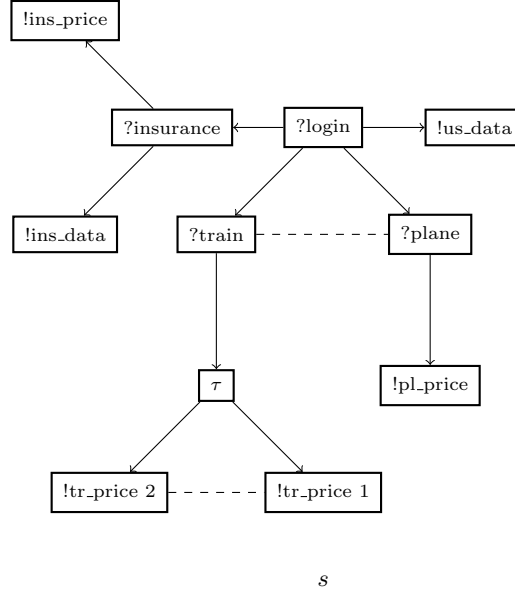 !ins_price
?insurance
?login
!us_data
!ins_data
?train
?plane
τ
!pl_price
!tr_price 2
!tr_price 1
s